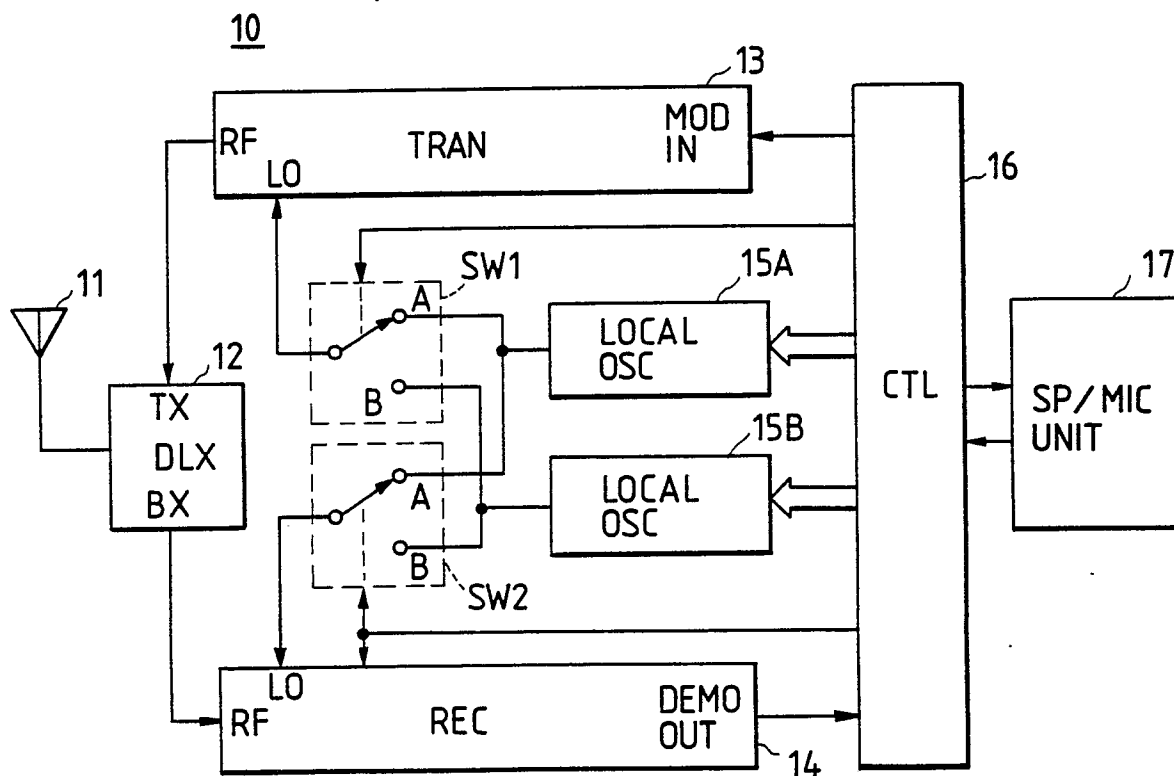 10
13
RF
LO
TRAN
MOD
IN
16
11
SW1
A
B
15A
LOCAL
OSC
17
12
TX
DLX
BX
CTL
SP/MIC
UNIT
15B
LOCAL
OSC
A
B
SW2
LO
RF
REC
DEMO
OUT
14